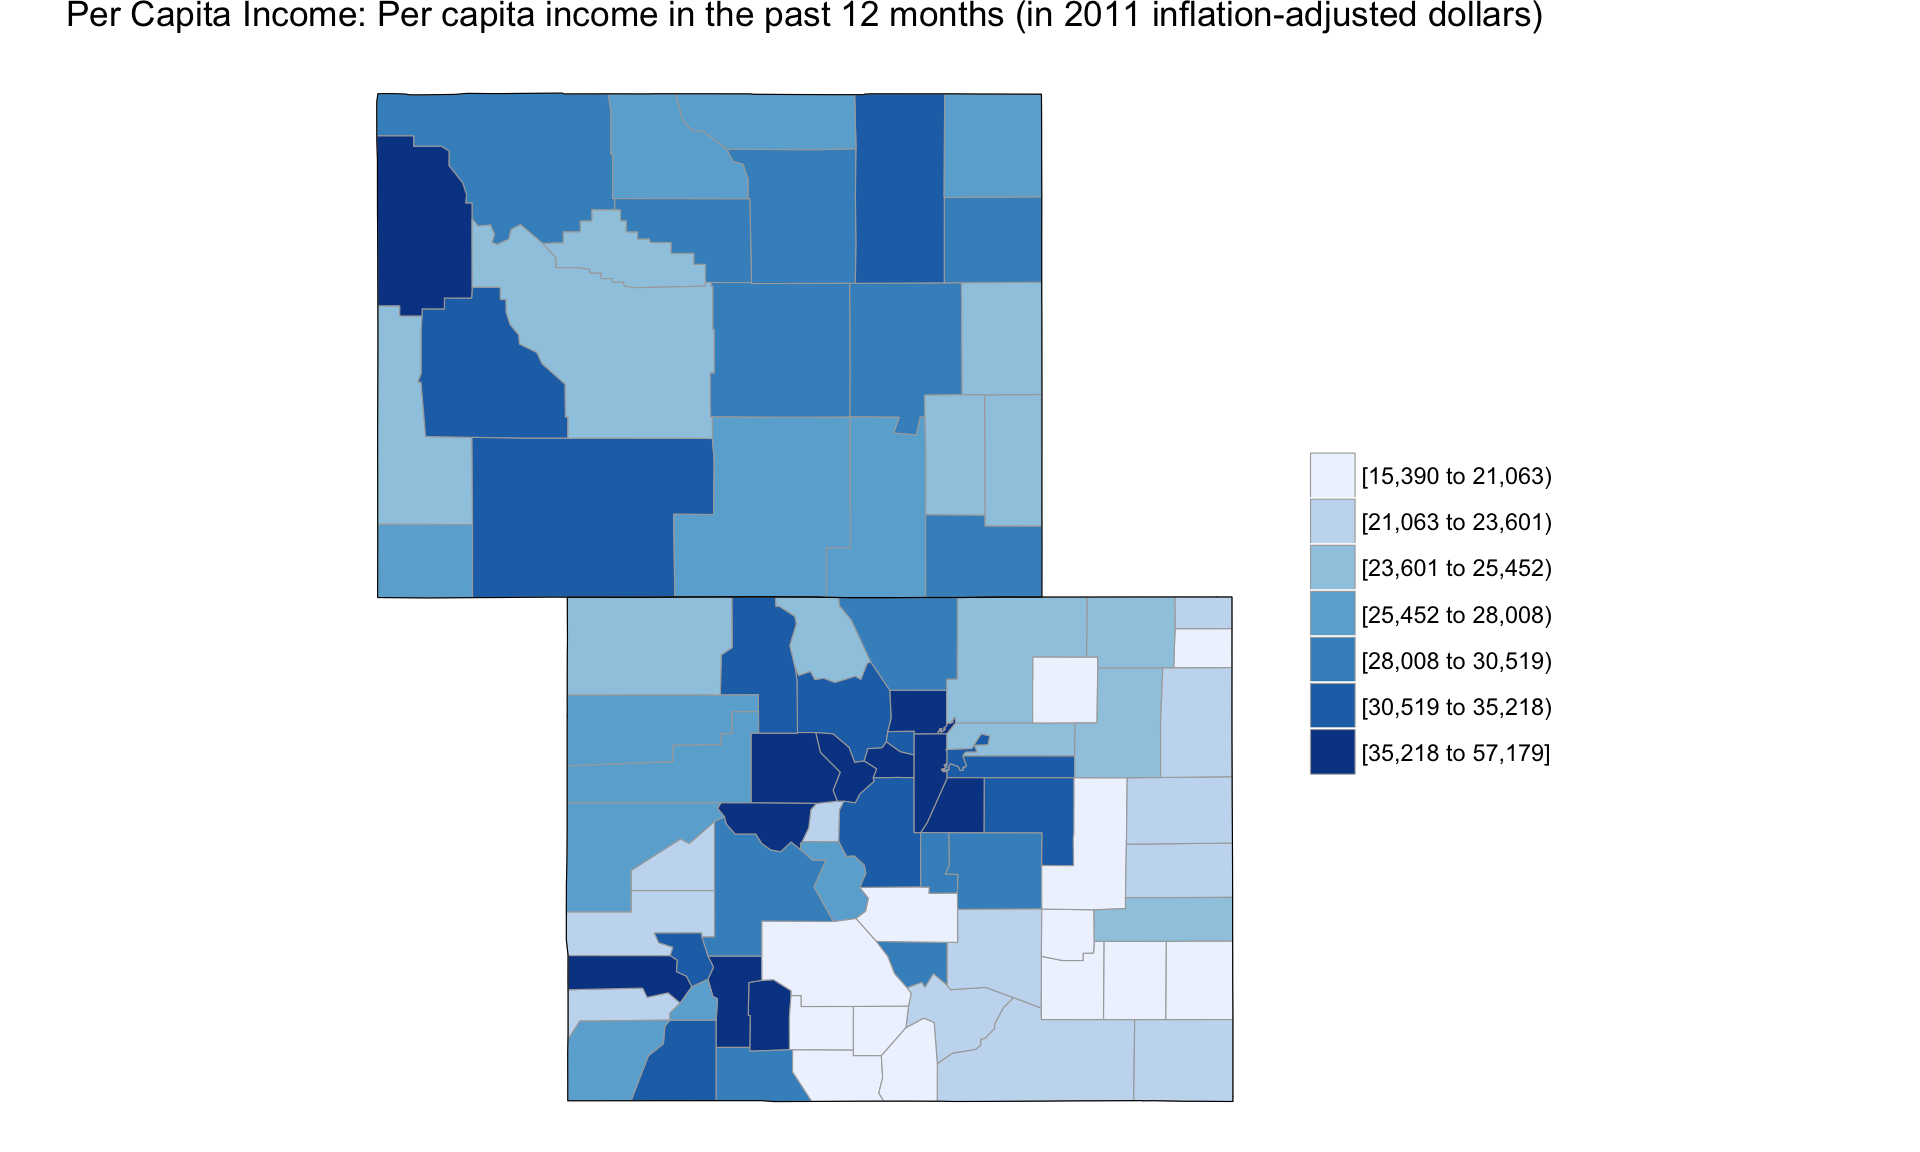 Per Capita Income: Per capita income in the past 12 months (in 2011 inflation-adjusted dollars)
[15,390 to 21,063)
[21,063 to 23,601)
[23,601 to 25,452)
[25,452 to 28,008)
[28,008 to 30,519)
[30,519 to 35,218)
[35,218 to 57,179]